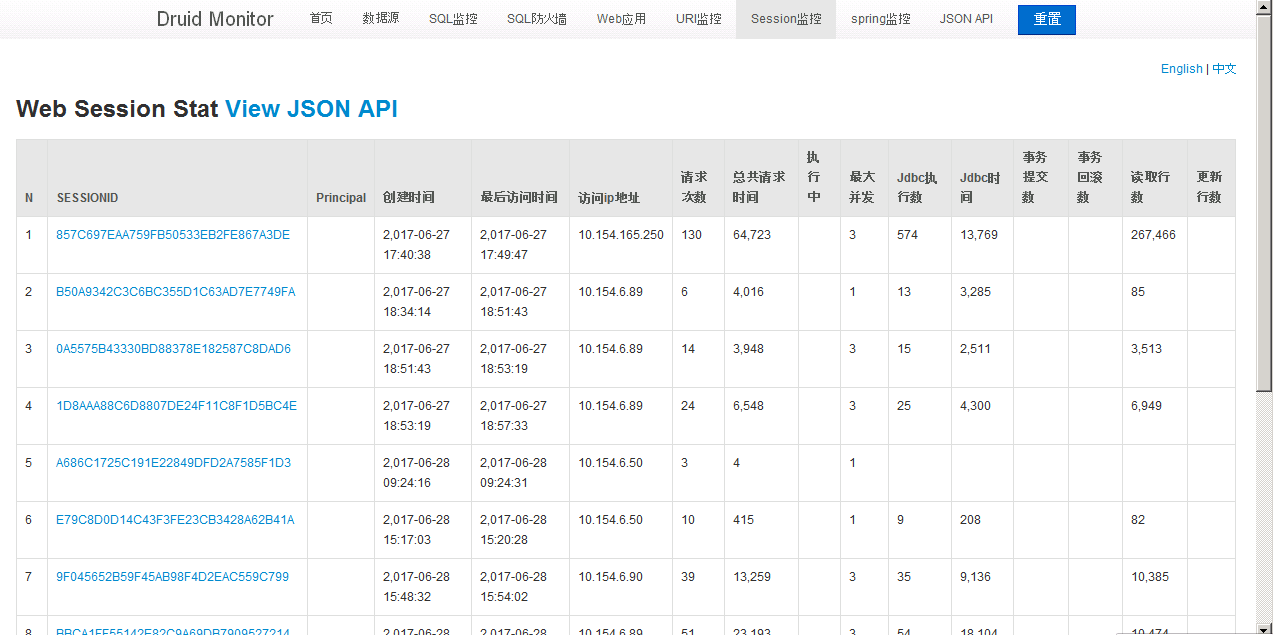 Druid Monitor 首页 数据源 SQL监控 SQL防火墙 Web应用 URI监控 Session监控 spring监控 JSON API 重置
English | 中文
Web Session Stat View JSON API
N SESSIONID Principal 创建时间 最后访问时间 访问ip地址 请求次数 总共请求时间 执行中 最大并发 Jdbc执行数 Jdbc时间 事务提交数 事务回滚数 读取行数 更新行数
1 857C697EAA759FB50533EB2FE867A3DE 2,017-06-27 2,017-06-27 10.154.165.250 130 64,723 3 574 13,769 267,466
17:40:38 17:49:47
2 B50A9342C3C6BC355D1C63AD7E7749FA 2,017-06-27 2,017-06-27 10.154.6.89 6 4,016 1 13 3,285 85
18:34:14 18:51:43
3 0A5575B43330BD88378E182587C8DAD6 2,017-06-27 2,017-06-27 10.154.6.89 14 3,948 3 15 2,511 3,513
18:51:43 18:53:19
4 1D8AAA88C6D8807DE24F11C8F1D5BC4E 2,017-06-27 2,017-06-27 10.154.6.89 24 6,548 3 25 4,300 6,949
18:53:19 18:57:33
5 A686C1725C191E22849DFD2A7585F1D3 2,017-06-28 2,017-06-28 10.154.6.50 3 4 1
09:24:16 09:24:31
6 E79C8D0D14C43F3FE23CB3428A62B41A 2,017-06-28 2,017-06-28 10.154.6.50 10 415 1 9 208 82
15:17:03 15:20:28
7 9F045652B59F45AB98F4D2EAC559C799 2,017-06-28 2,017-06-28 10.154.6.90 39 13,259 3 35 9,136 10,385
15:48:32 15:54:02
8 BBCA1FF55142E82C9A69DB7909527214 2,017-06-28 2,017-06-28 10.154.6.89 51 23,193 3 54 18,104 10,474